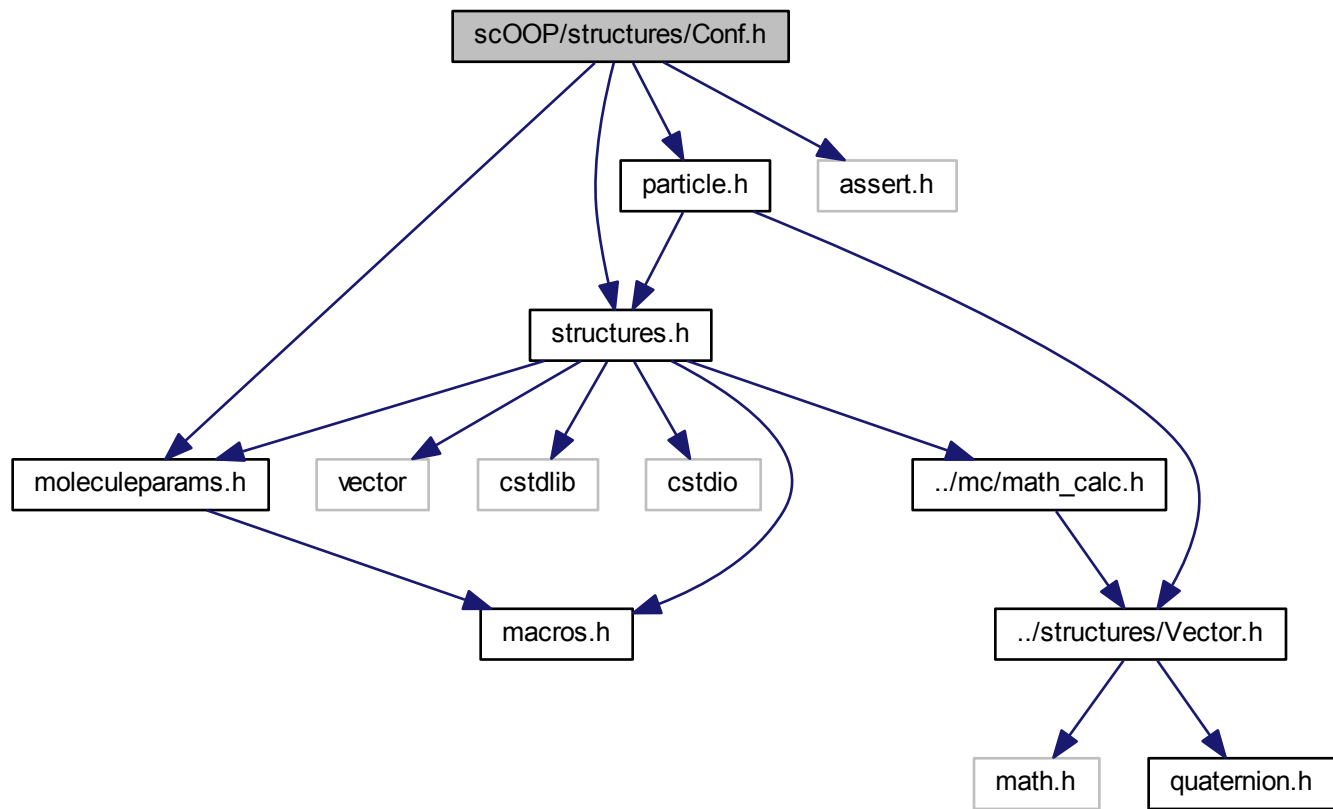 scOOP/structures/Conf.h
particle.h
assert.h
structures.h
moleculeparams.h
vector
cstdlib
cstdio
../mc/math_calc.h
macros.h
../structures/Vector.h
math.h
quaternion.h